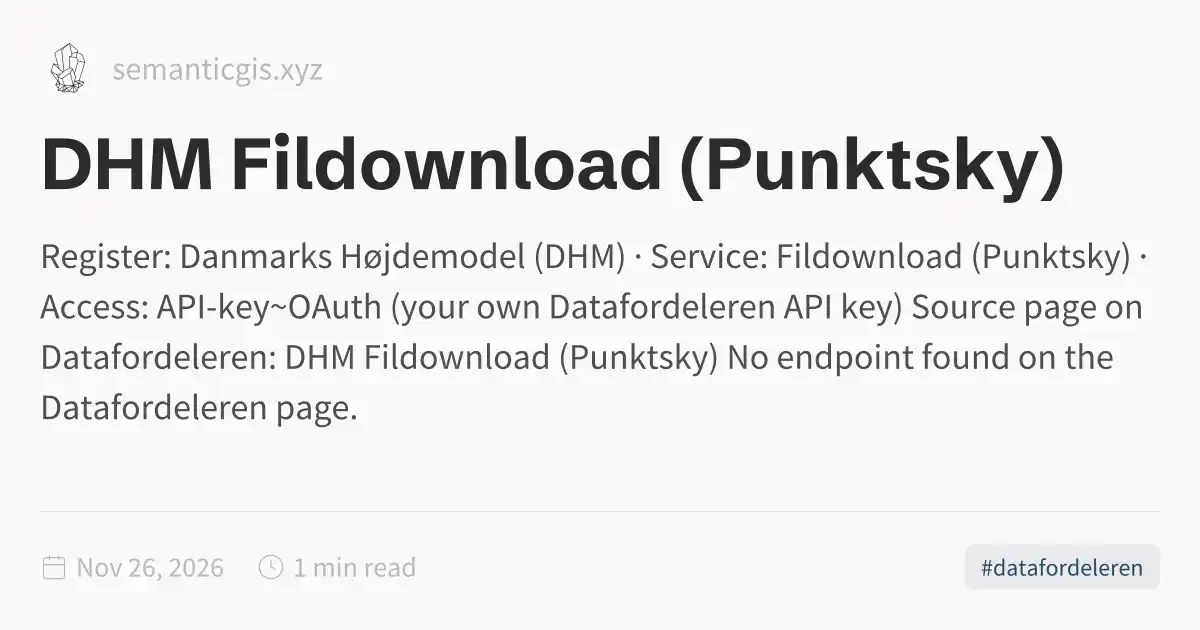 semanticgis.xyz
DHM Fildownload (Punktsky)
Register: Danmarks Højdemodel (DHM) · Service: Fildownload (Punktsky) ·
Access: API-key~OAuth (your own Datafordeleren API key) Source page on
Datafordeleren: DHM Fildownload (Punktsky) No endpoint found on the
Datafordeleren page.
Nov 26, 2026
1 min read
#datafordeleren